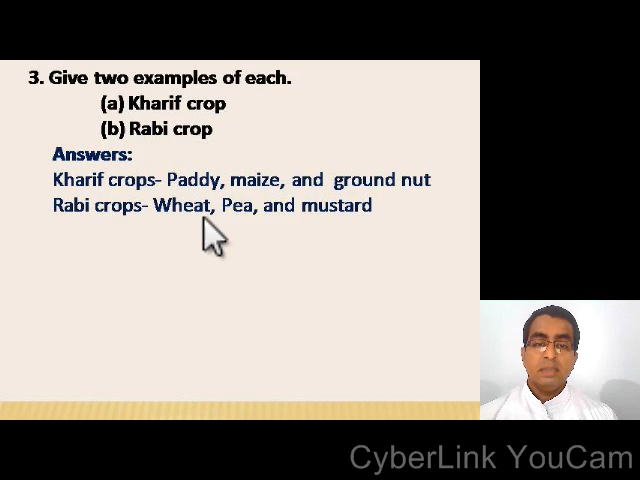 3. Give two examples of each.
(a) Kharif crop
(b) Rabi crop
Answers:
Kharif crops- Paddy, maize, and ground nut
Rabi crops- Wheat, Pea, and mustard
CyberLink YouCam